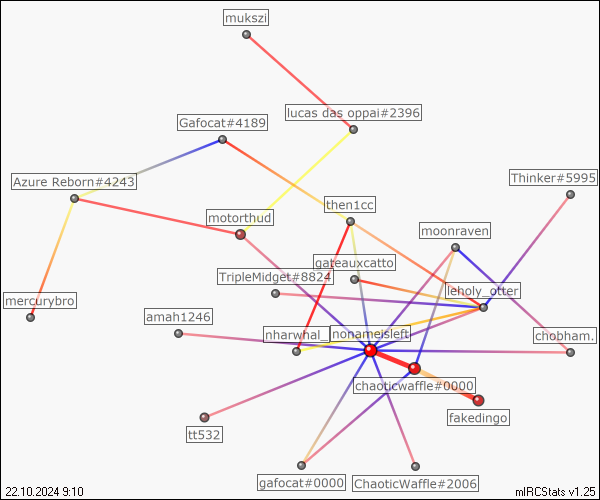 mukszi
lucas das oppai#2396
Gafocat#4189
Thinker#5995
Azure Reborn#4243
then1cc
motorthud
moonraven
gateauxcatto
TripleMidget#8824
leholy_otter
mercurybro
amah1246
nharwhal_
nonameisleft
chobham.
chaoticwaffle#0000
fakedingo
tt532
gafocat#0000
ChaoticWaffle#2006
22.10.2024 9:10
mIRCStats v1.25